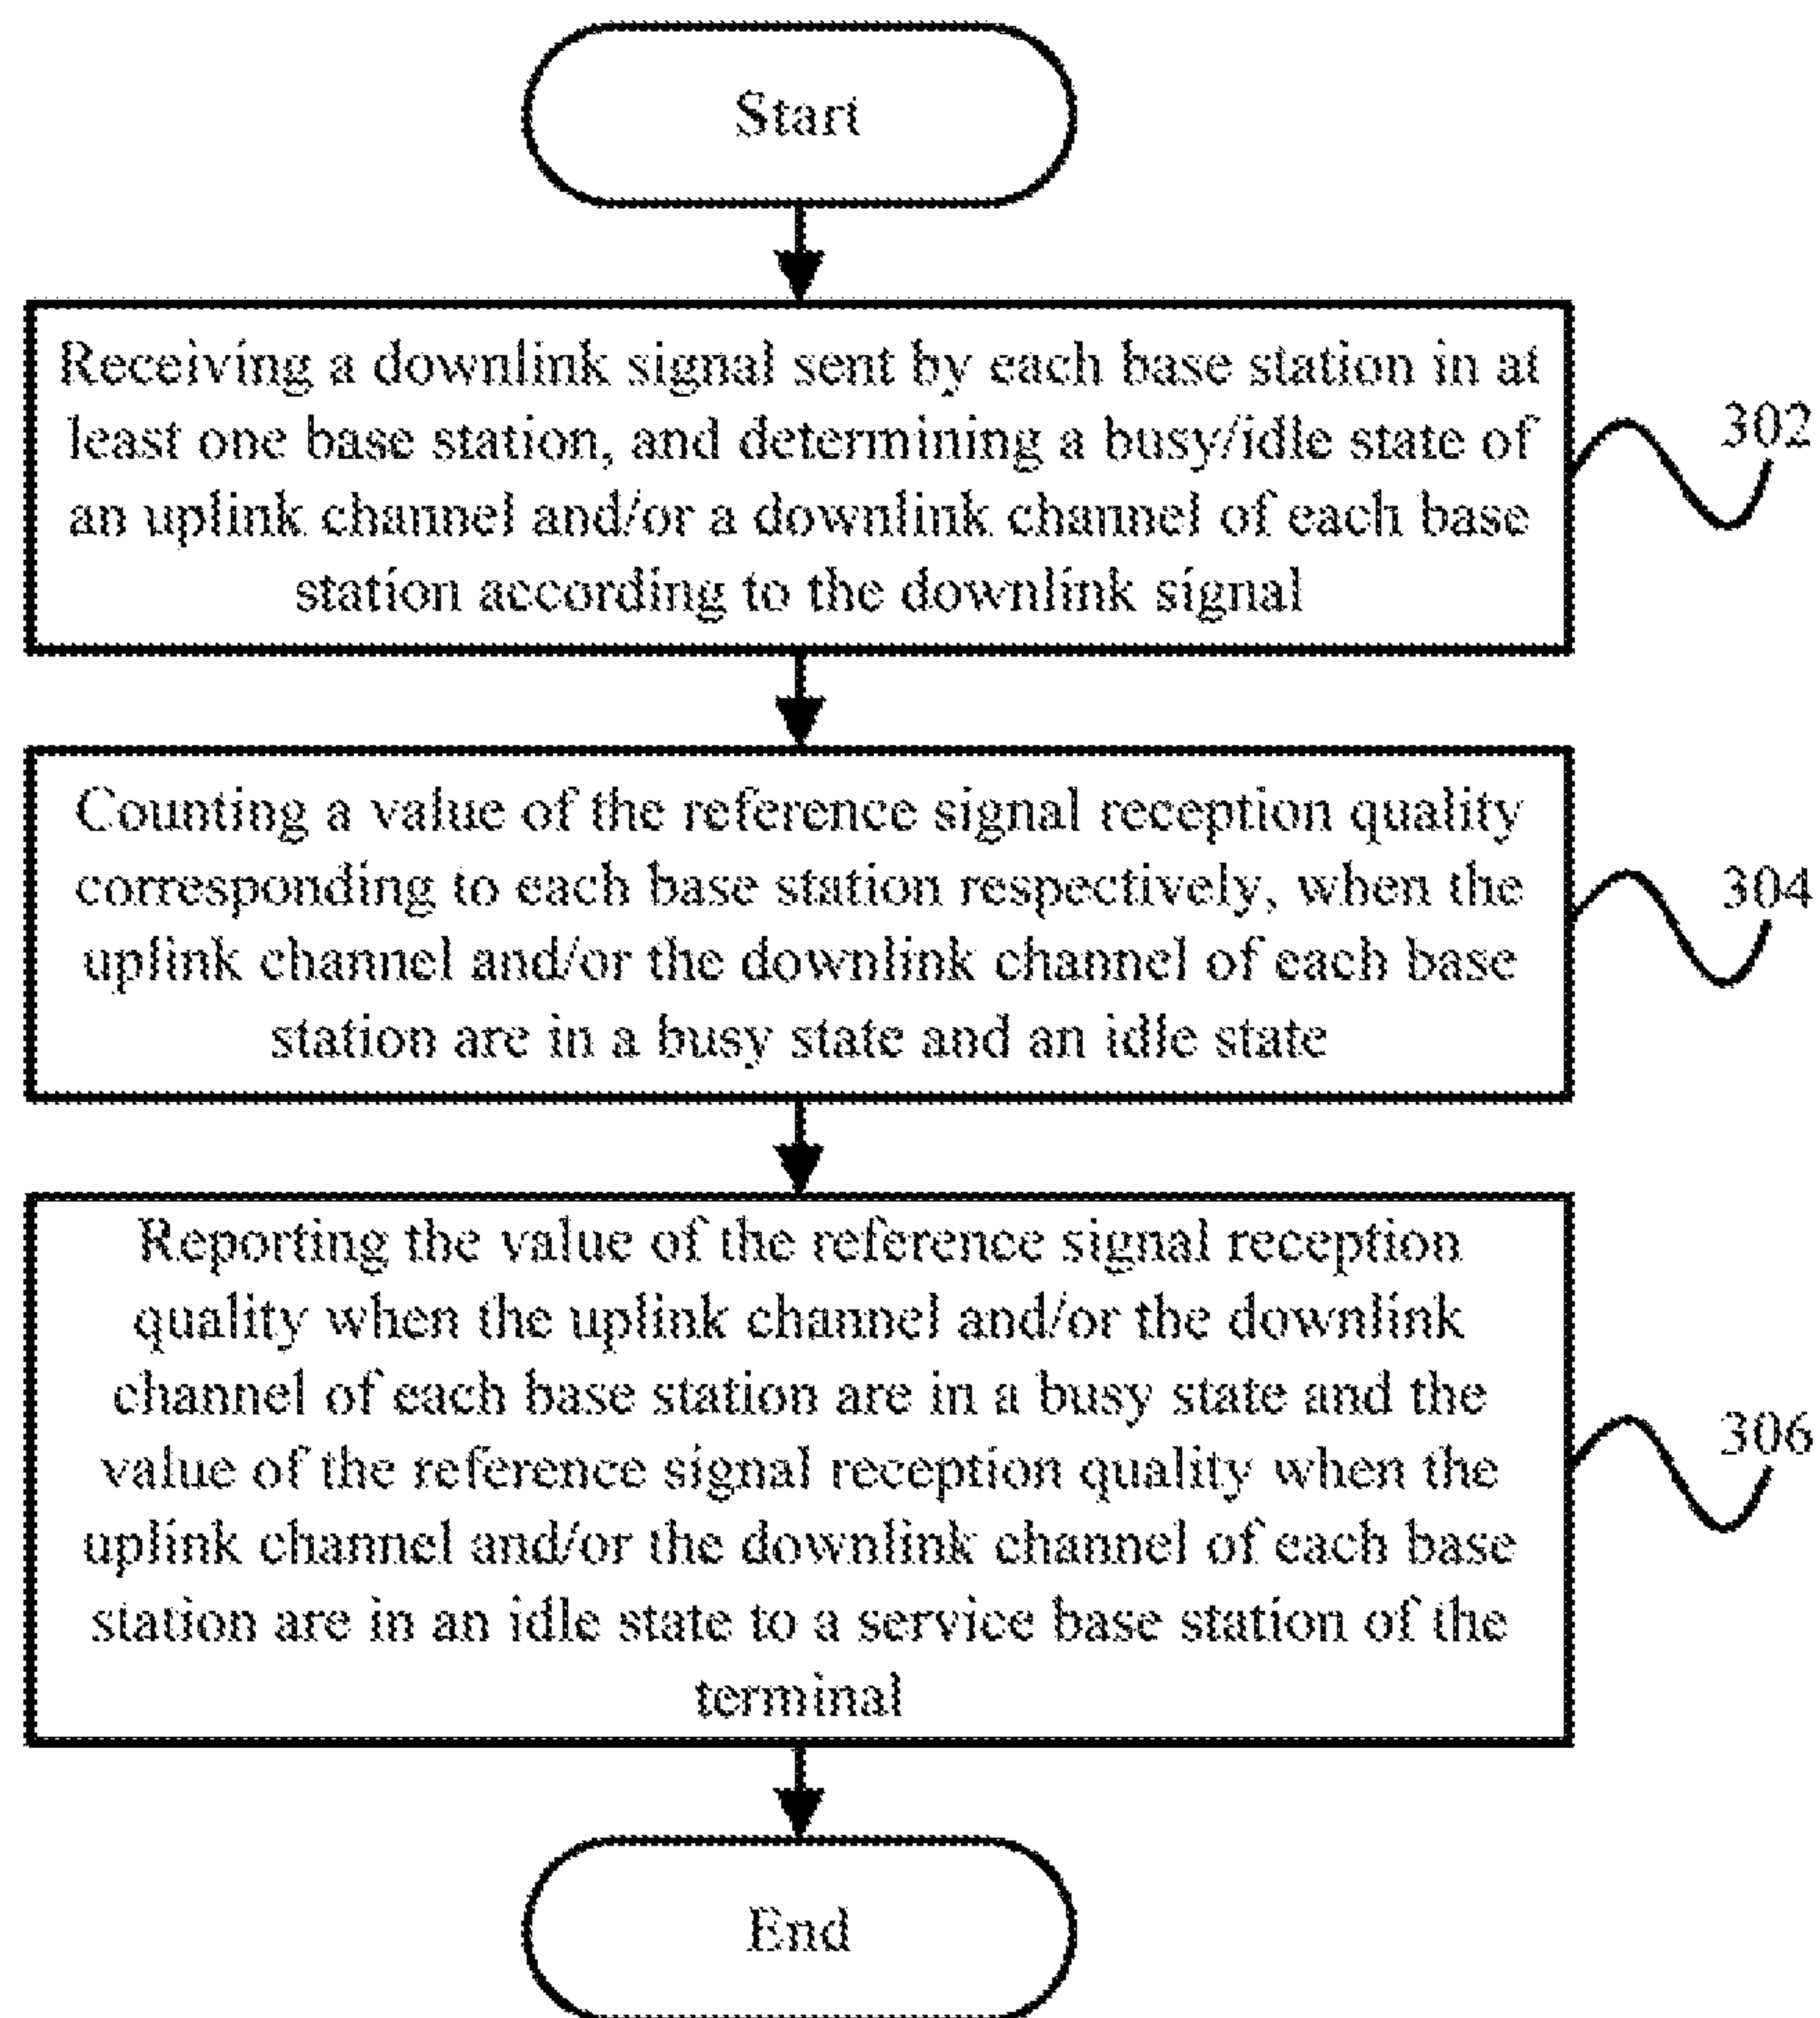 Start
Receiving a downlink signal sent by each base station in at
least one base station, and determining a busy/idle state of
an uplink channel and/or a downlink channel of each base
station according to the downlink signal
302
Counting a value of the reference signal reception quality
corresponding to each base station respectively, when the
uplink channel and/or the downlink channel of each base
station are in a busy state and an idle state
304
Reporting the value of the reference signal reception
quality when the uplink channel and/or the downlink
channel of each base station are in a busy state and the
value of the reference signal reception quality when the
uplink channel and/or the downlink channel of each base
station are in an idle state to a service base station of the
terminal
306
End